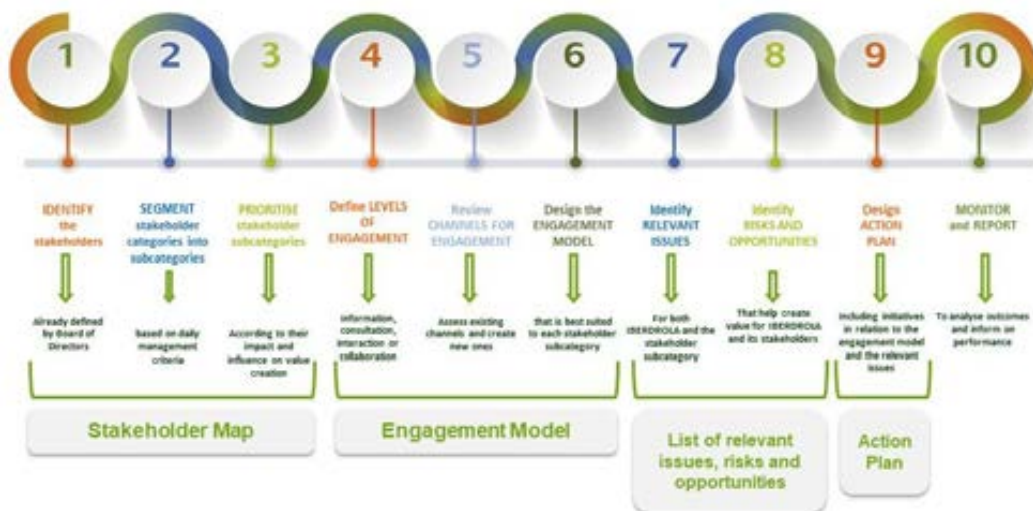 1 2 3 4 5 6 7 8 9 10
IDENTIFY
the
stakeholders
SEGMENT
stakeholder
categories into
subcategories
PRIORITISE
stakeholder
subcategories
Define LEVELS
OF
ENGAGEMENT
Review
CHANNELS FOR
ENGAGEMENT
Design the
ENGAGEMENT
MODEL
Identify
RELEVANT
ISSUES
Identify
RISKS AND
OPPORTUNITIES
Design
ACTION
PLAN
MONITOR
and REPORT
Already defined
by Board of
Directors
based on daily
management
criteria
According to their
impact and
influence on value
creation
Information,
consultation,
interaction or
collaboration
Assess existing
channels and create
new ones
that is best suited
to each stakeholder
subcategory
For both
IBERDROLA and the
stakeholder
subcategory
That help create
value for IBERDROLA
and its stakeholders
Including initiatives
in relation to the
engagement model
and the relevant
issues
To analyse outcomes
and inform on
performance
Stakeholder Map
Engagement Model
List of relevant
issues, risks and
opportunities
Action
Plan